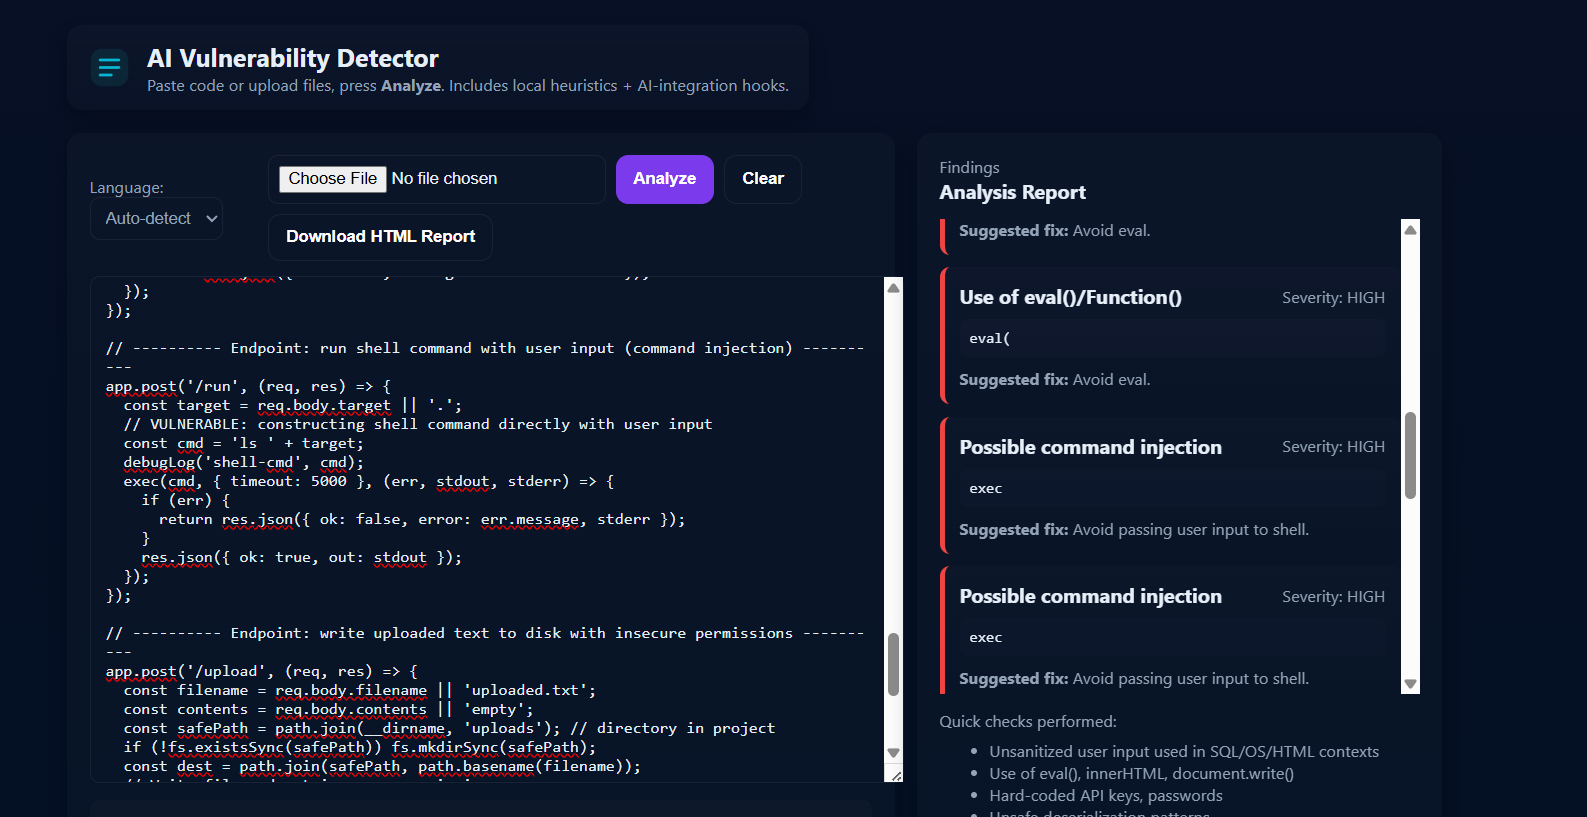 AI Vulnerability Detector
Paste code or upload files, press Analyze. Includes local heuristics + AI-integration hooks.
Language:
Auto-detect
Choose File No file chosen
Analyze
Clear
Download HTML Report
});
});
// ---------- Endpoint: run shell command with user input (command injection) -------
---
app.post('/run', (req, res) => {
const target = req.body.target || '.';
// VULNERABLE: constructing shell command directly with user input
const cmd = 'ls ' + target;
debugLog('shell-cmd', cmd);
exec(cmd, { timeout: 5000 }, (err, stdout, stderr) => {
if (err) {
return res.json({ ok: false, error: err.message, stderr });
}
res.json({ ok: true, out: stdout });
});
});
// ---------- Endpoint: write uploaded text to disk with insecure permissions -------
---
app.post('/upload', (req, res) => {
const filename = req.body.filename || 'uploaded.txt';
const contents = req.body.contents || 'empty';
const safePath = path.join(__dirname, 'uploads'); // directory in project
if (!fs.existsSync(safePath)) fs.mkdirSync(safePath);
const dest = path.join(safePath, path.basename(filename));
Findings
Analysis Report
Suggested fix: Avoid eval.
Use of eval()/Function()
Severity: HIGH
eval(
Suggested fix: Avoid eval.
Possible command injection
Severity: HIGH
exec
Suggested fix: Avoid passing user input to shell.
Possible command injection
Severity: HIGH
exec
Suggested fix: Avoid passing user input to shell.
Quick checks performed:
• Unsanitized user input used in SQL/OS/HTML contexts
• Use of eval(), innerHTML, document.write()
• Hard-coded API keys, passwords
• Unsafe deserialization patterns